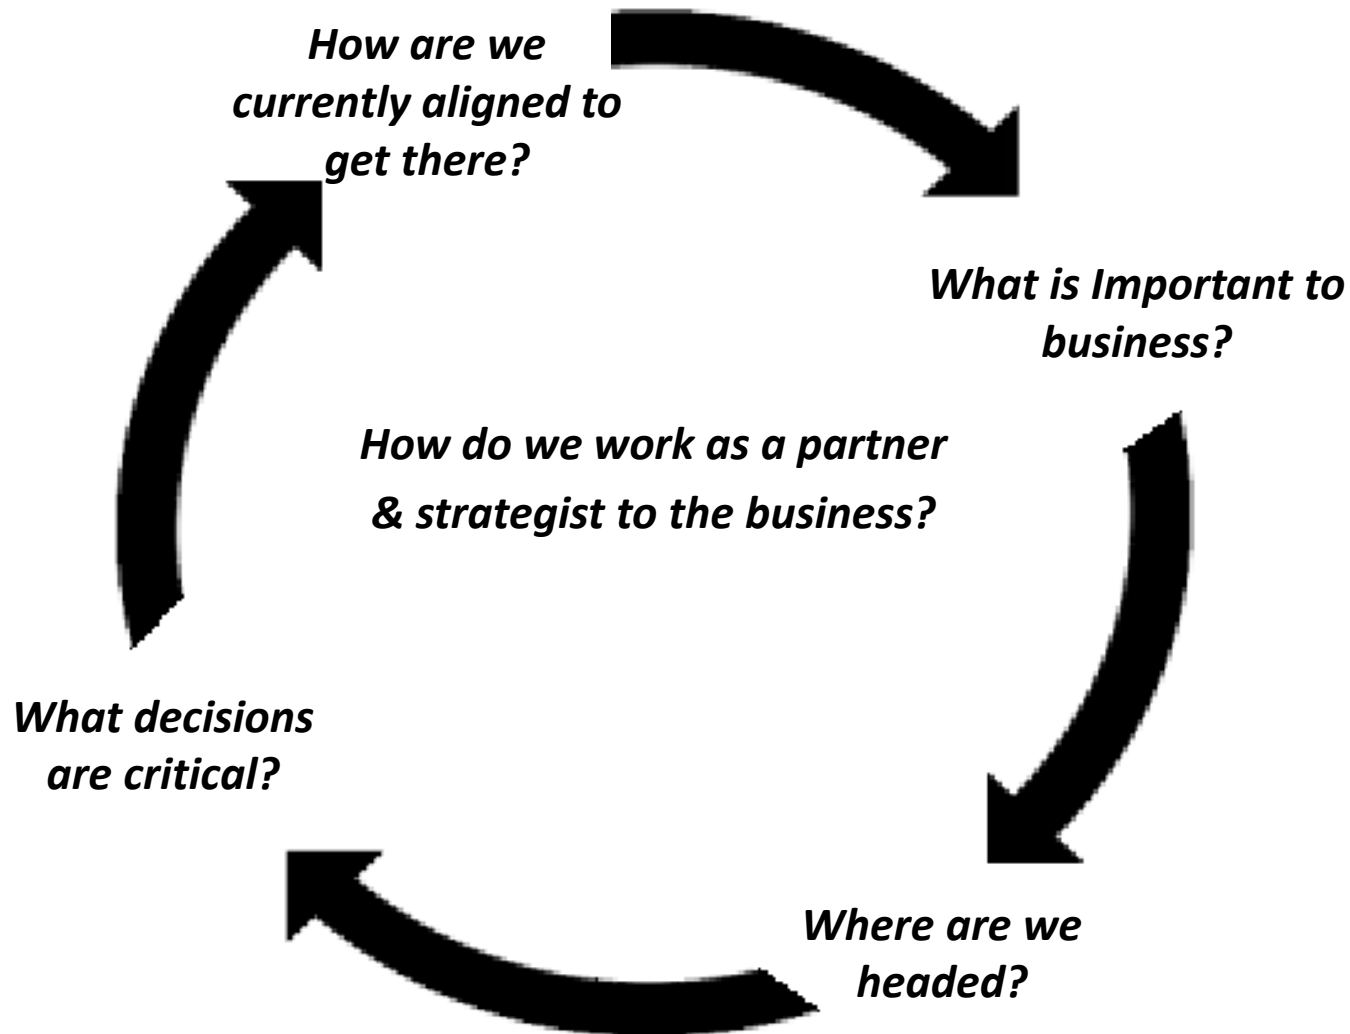 How are we
currently aligned to
get there?
What is Important to
business?
How do we work as a partner
& strategist to the business?
What decisions
are critical?
Where are we
headed?